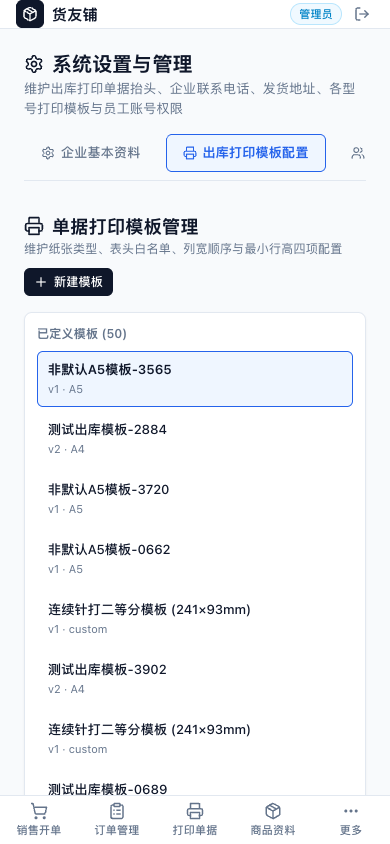 货友铺
管理员
系统设置与管理
维护出库打印单据抬头、企业联系电话、发货地址、各型
号打印模板与员工账号权限
企业基本资料
出库打印模板配置
单据打印模板管理
维护纸张类型、表头白名单、列宽顺序与最小行高四项配置
新建模板
已定义模板 (50)
非默认A5模板-3565
v1 · A5
测试出库模板-2884
v2 · A4
非默认A5模板-3720
v1 · A5
非默认A5模板-0662
v1 · A5
连续针打二等分模板 (241×93mm)
v1 · custom
测试出库模板-3902
v2 · A4
连续针打二等分模板 (241×93mm)
v1 · custom
测试出库模板-0689
销售开单
订单管理
打印单据
商品资料
更多